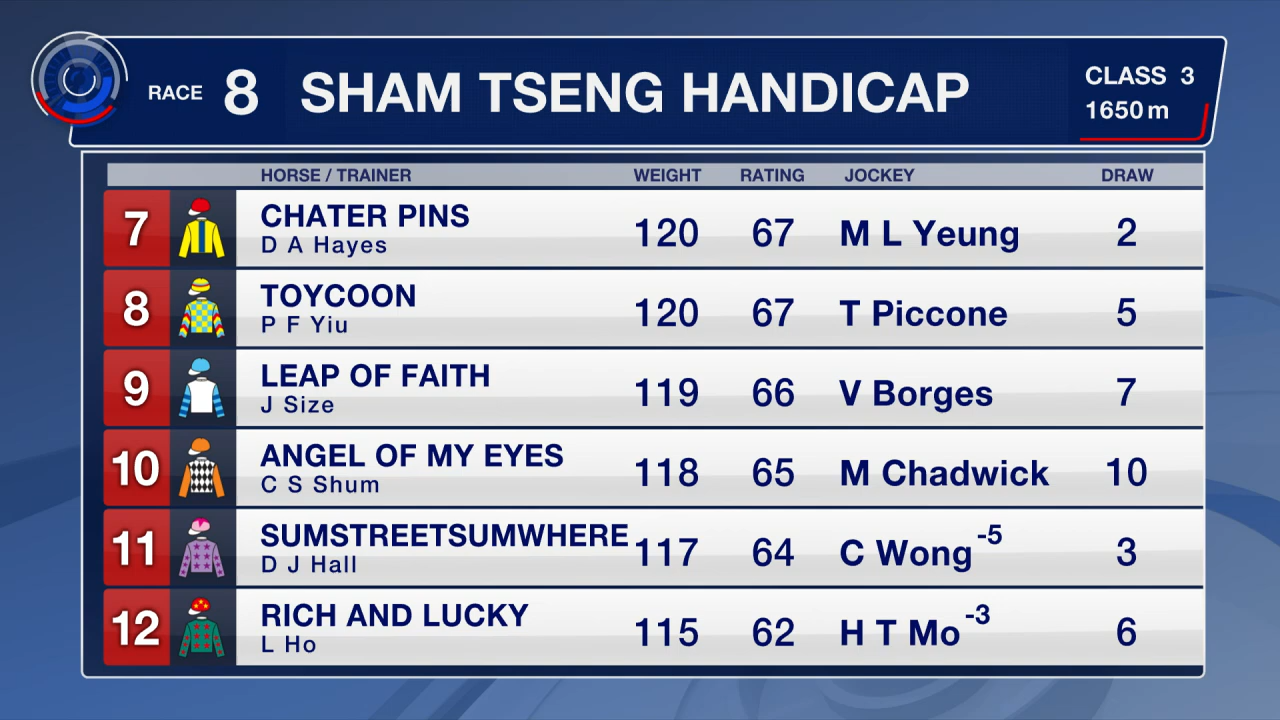 RACE 8 SHAM TSENG HANDICAP CLASS 3
1650 m
HORSE / TRAINER WEIGHT RATING JOCKEY DRAW
7 CHATER PINS 120 67 M L Yeung 2
D A Hayes
8 TOYCOON 120 67 T Piccone 5
P F Yiu
9 LEAP OF FAITH 119 66 V Borges 7
J Size
10 ANGEL OF MY EYES 118 65 M Chadwick 10
C S Shum
11 SUMSTREETSUMWHERE 117 64 C Wong -5 3
D J Hall
12 RICH AND LUCKY 115 62 H T Mo -3 6
L Ho